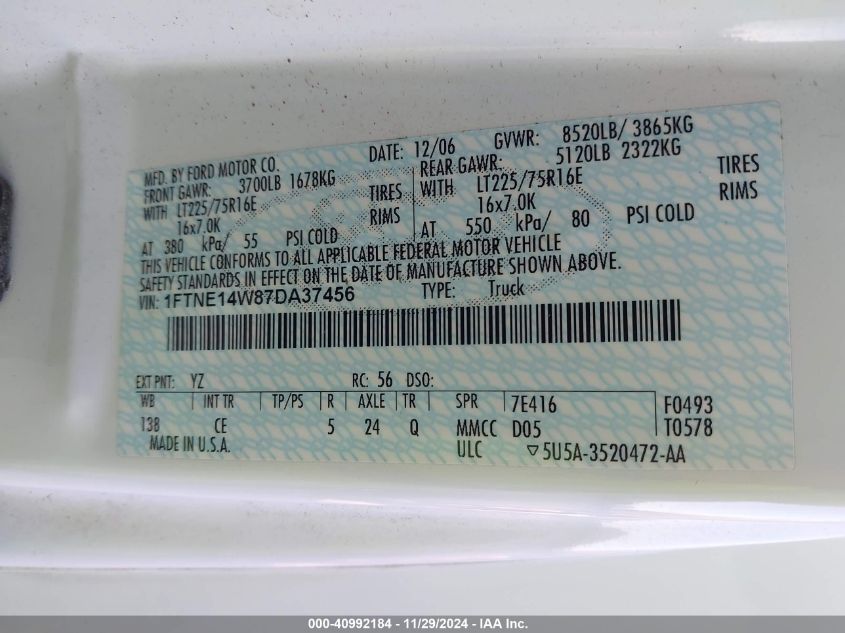 MFD. BY FORD MOTOR CO. DATE: 12/06 GVWR: 8520LB/ 3865KG
FRONT GAWR: 3700LB 1678KG REAR GAWR: 5120LB 2322KG
WITH LT225/75R16E TIRES WITH LT225/75R16E TIRES
16x7.0K RIMS 16x7.0K RIMS
AT 380 kPa/ 55 PSI COLD AT 550 kPa/ 80 PSI COLD
THIS VEHICLE CONFORMS TO ALL APPLICABLE FEDERAL MOTOR VEHICLE
SAFETY STANDARDS IN EFFECT ON THE DATE OF MANUFACTURE SHOWN ABOVE.
VIN: 1FTNE14W87DA37456 TYPE: Truck
EXT PNT: YZ RC: 56 DSO:
WB INT TR TP/PS R AXLE TR SPR 7E416 F0493
138 CE 5 24 Q MMCC D05 T0578
MADE IN U.S.A. ULC ▽5U5A-3520472-AA
000-40992184 - 11/29/2024 - IAA Inc.